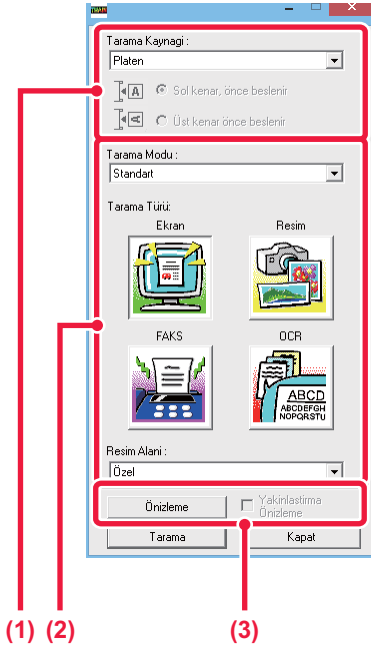 Tarama Kaynagi :
Platen
A
Sol kenar, önce beslenir
A
Üst kenar önce beslenir
Tarama Modu :
Standart
Tarama Türü:
Ekran
Resim
FAKS
OCR
ABCD
ABCDEFGH
NOPQRSTU
Resim Alani :
Özel
Önizleme
Yakinlastirma
Önizleme
Tarama
Kapat
(1) (2) (3)